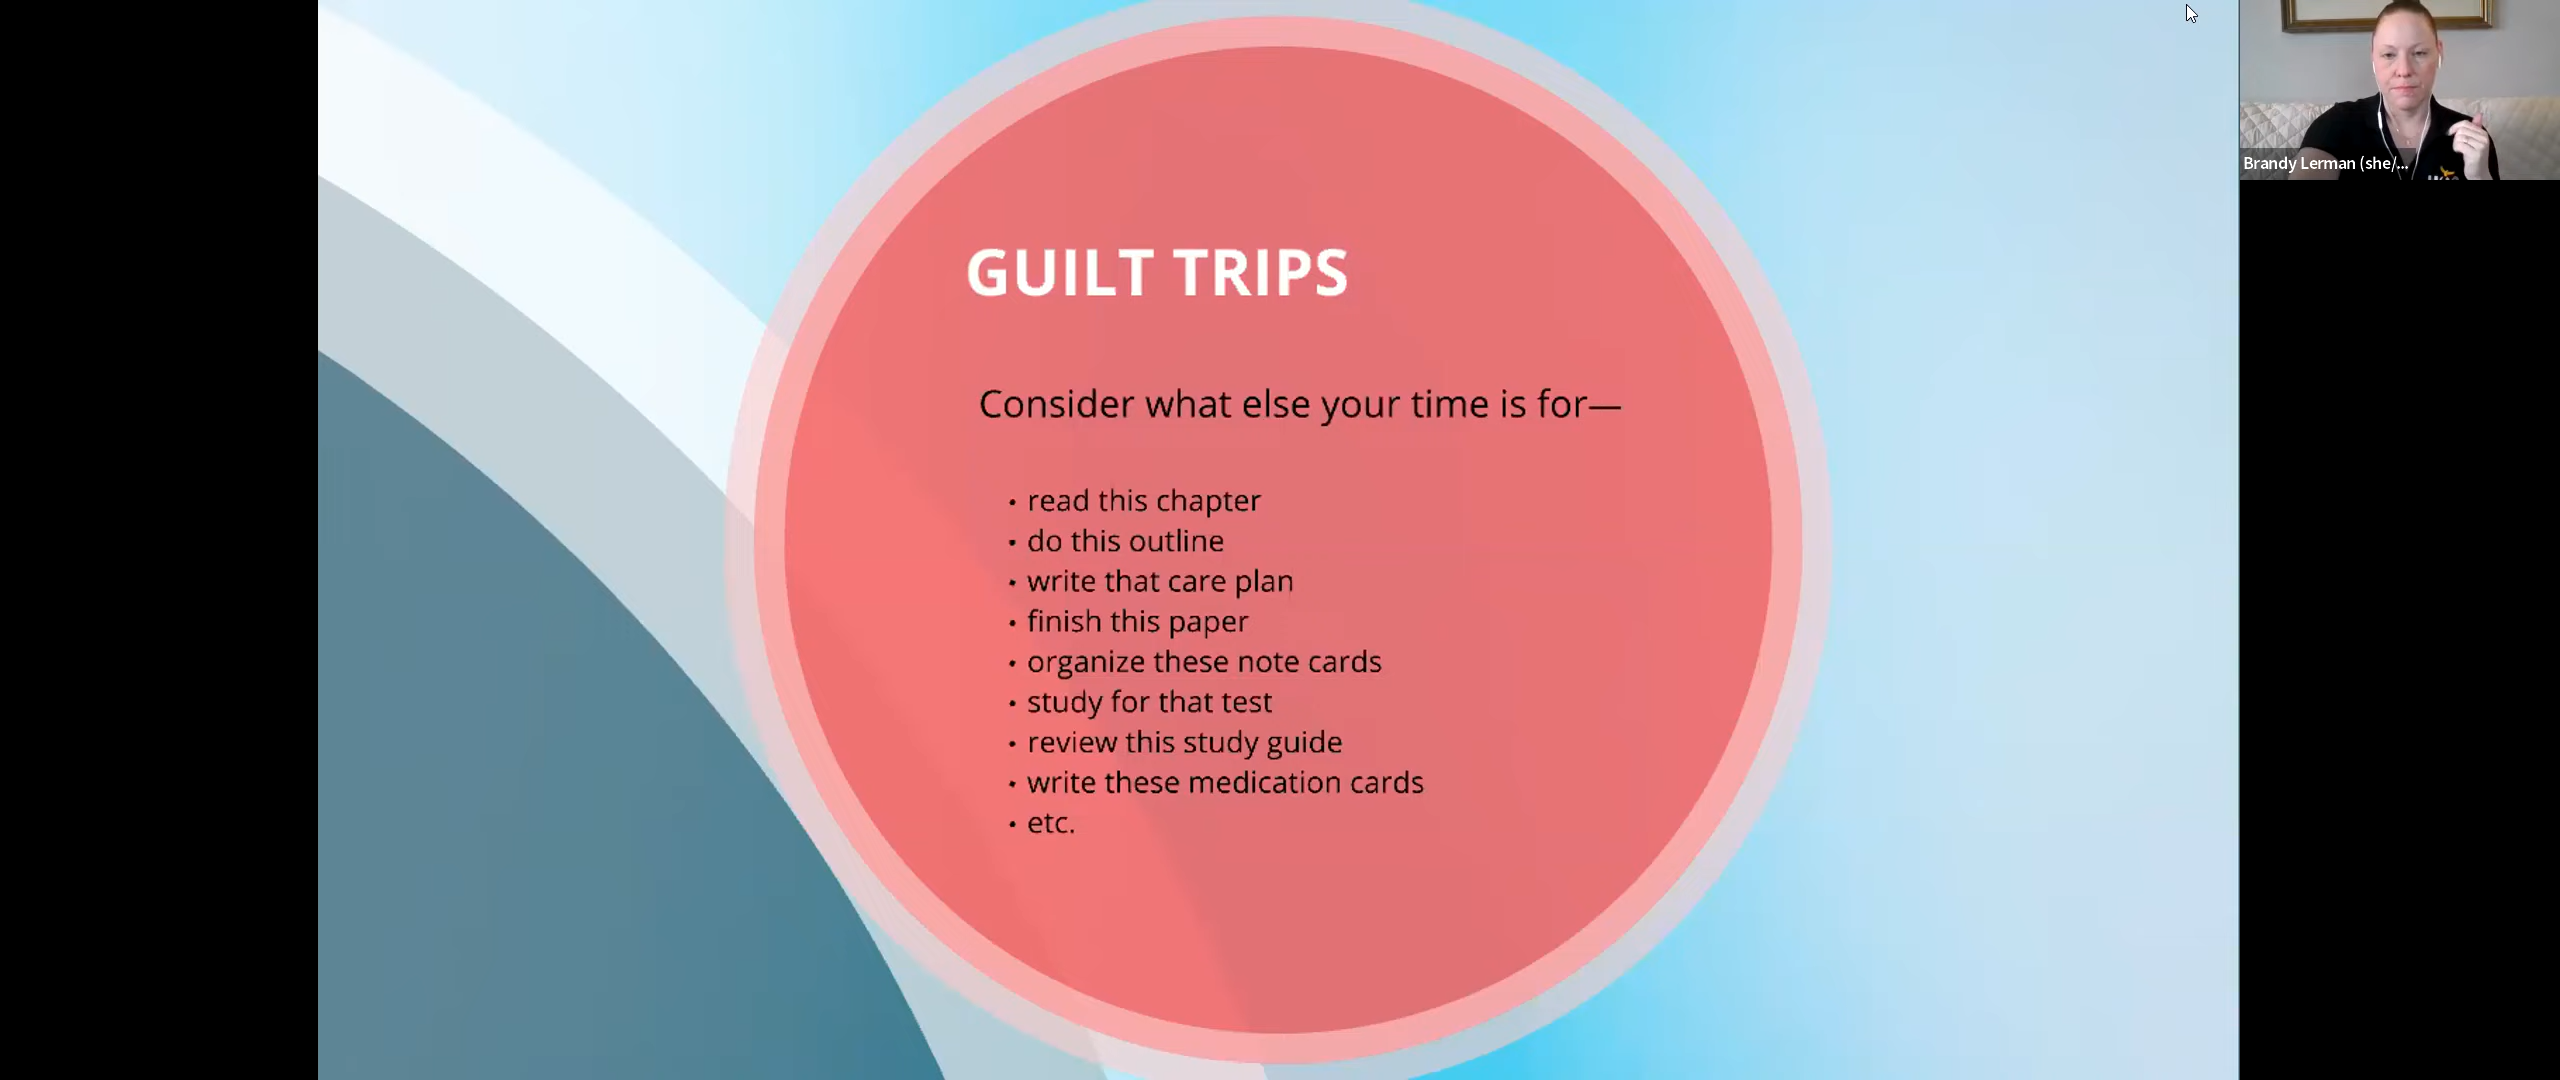 GUILT TRIPS
Consider what else your time is for—
• read this chapter
• do this outline
• write that care plan
• finish this paper
• organize these note cards
• study for that test
• review this study guide
• write these medication cards
• etc.
Brandy Lerman (she/...